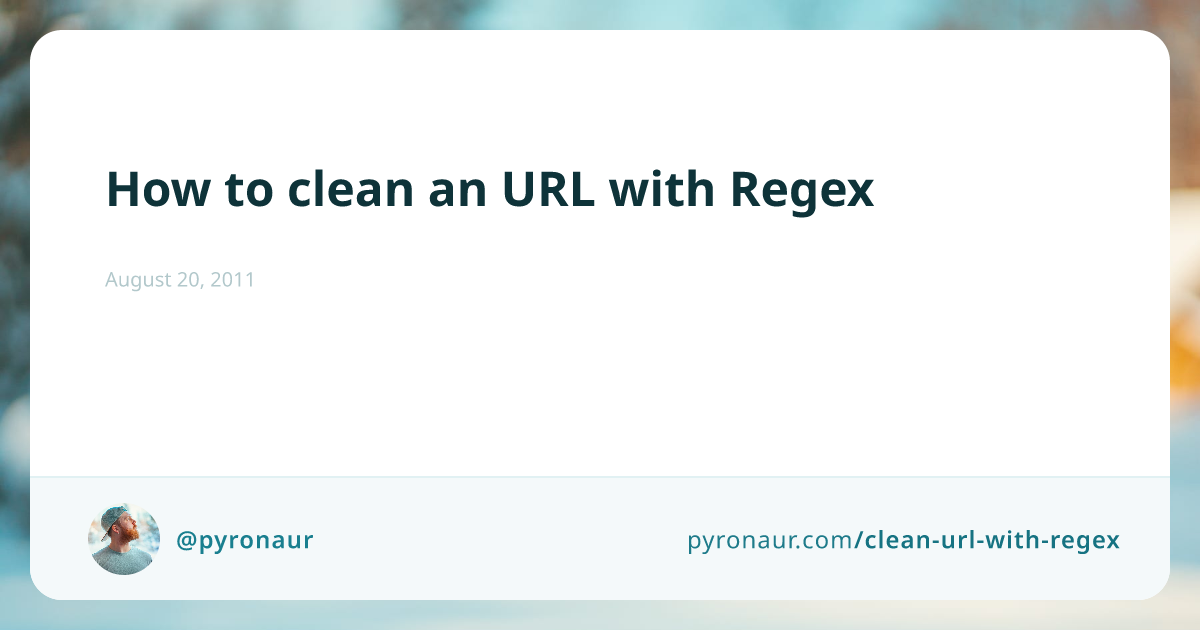 How to clean an URL with Regex
August 20, 2011
@pyronaur
pyronaur.com/clean-url-with-regex